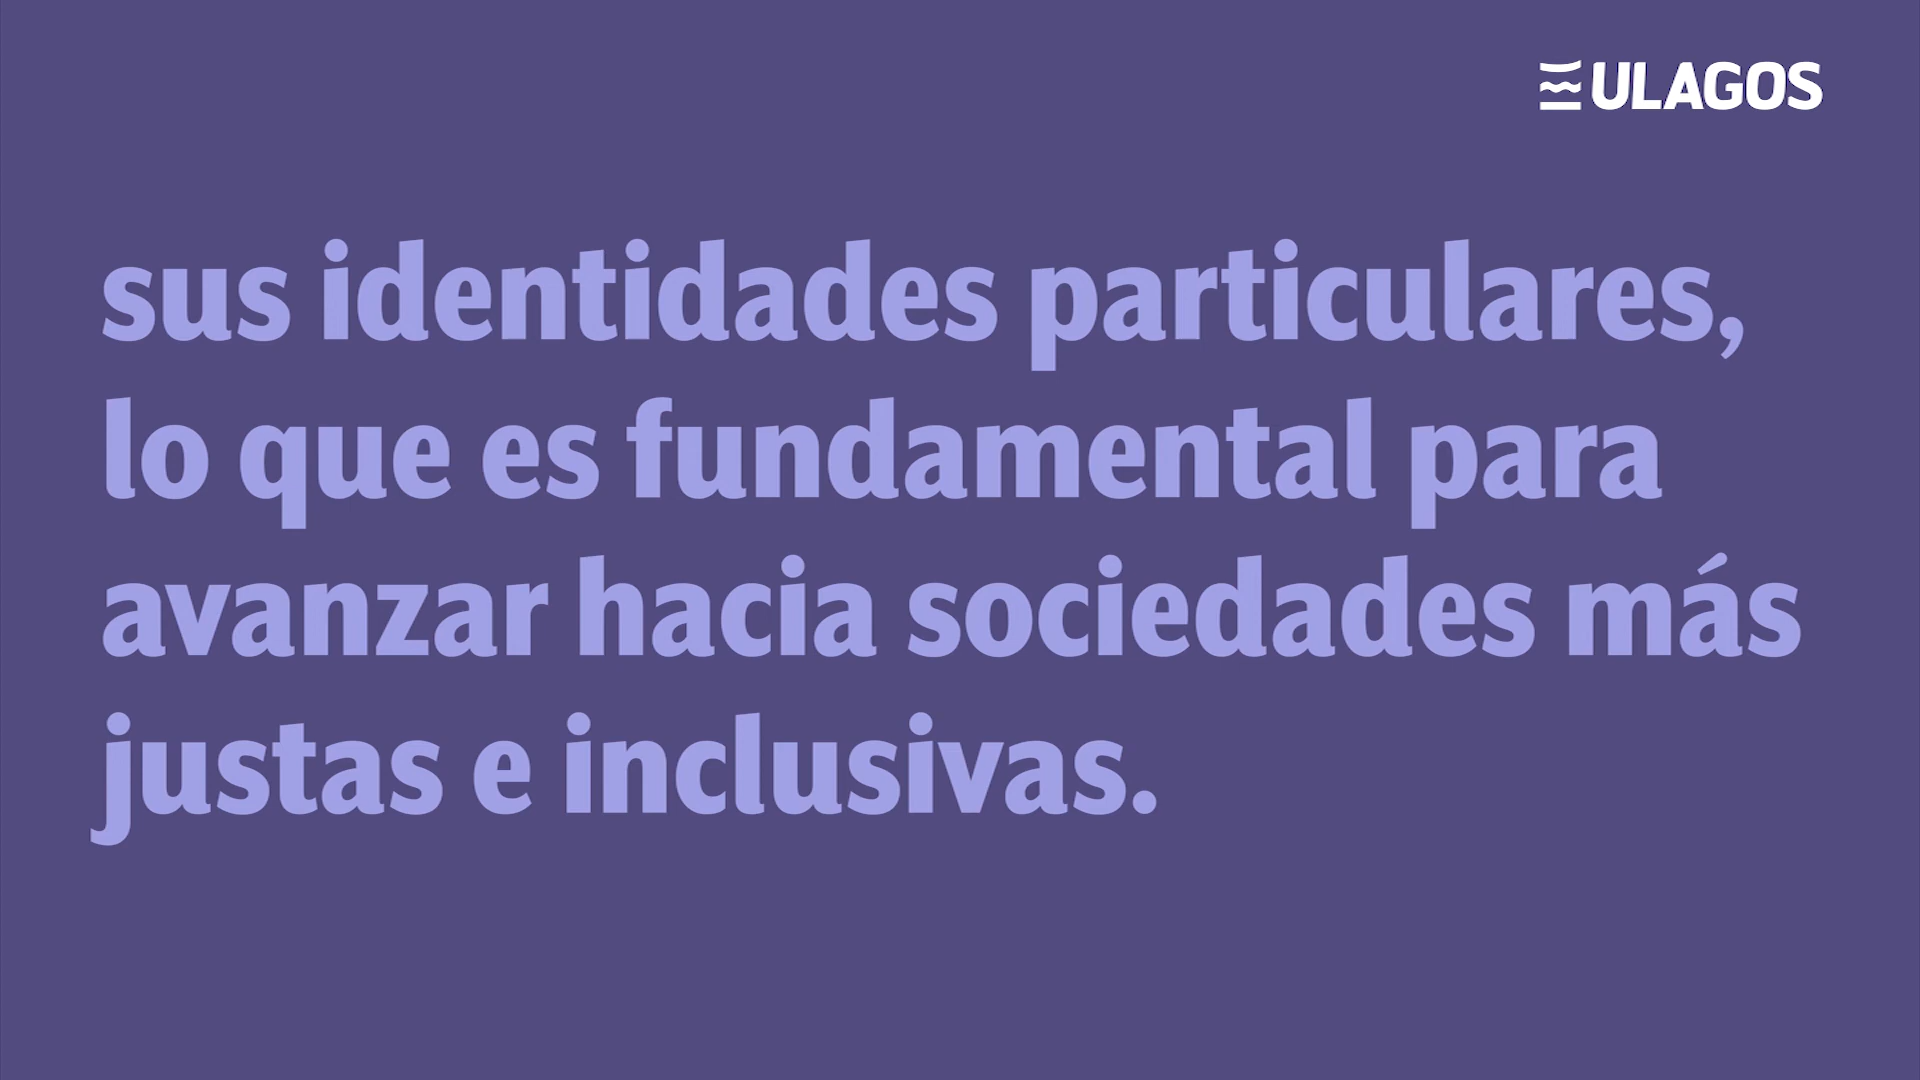 ULAGOS
sus identidades particulares,
lo que es fundamental para
avanzar hacia sociedades más
justas e inclusivas.